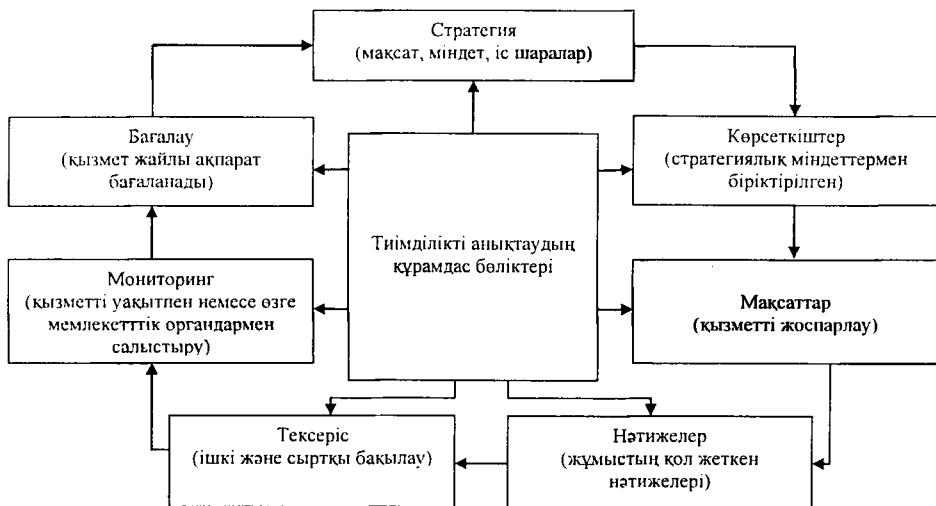 Стратегия
(мақсат, міндет, іс шаралар)
Бағалау
(қызмет жайлы ақпарат
бағаланады)
Көрсеткіштер
(стратегиялық міндеттермен
біріктірілген)
Тиімділікті анықтаудың
құрамдас бөліктері
Мониторинг
(қызметті уақытпен немесе өзге
мемлекетттік органдармен
салыстыру)
Мақсаттар
(қызметті жоспарлау)
Тексеріс
(ішкі және сыртқы бақылау)
Нәтижелер
(жұмыстың қол жеткен
нәтижелері)